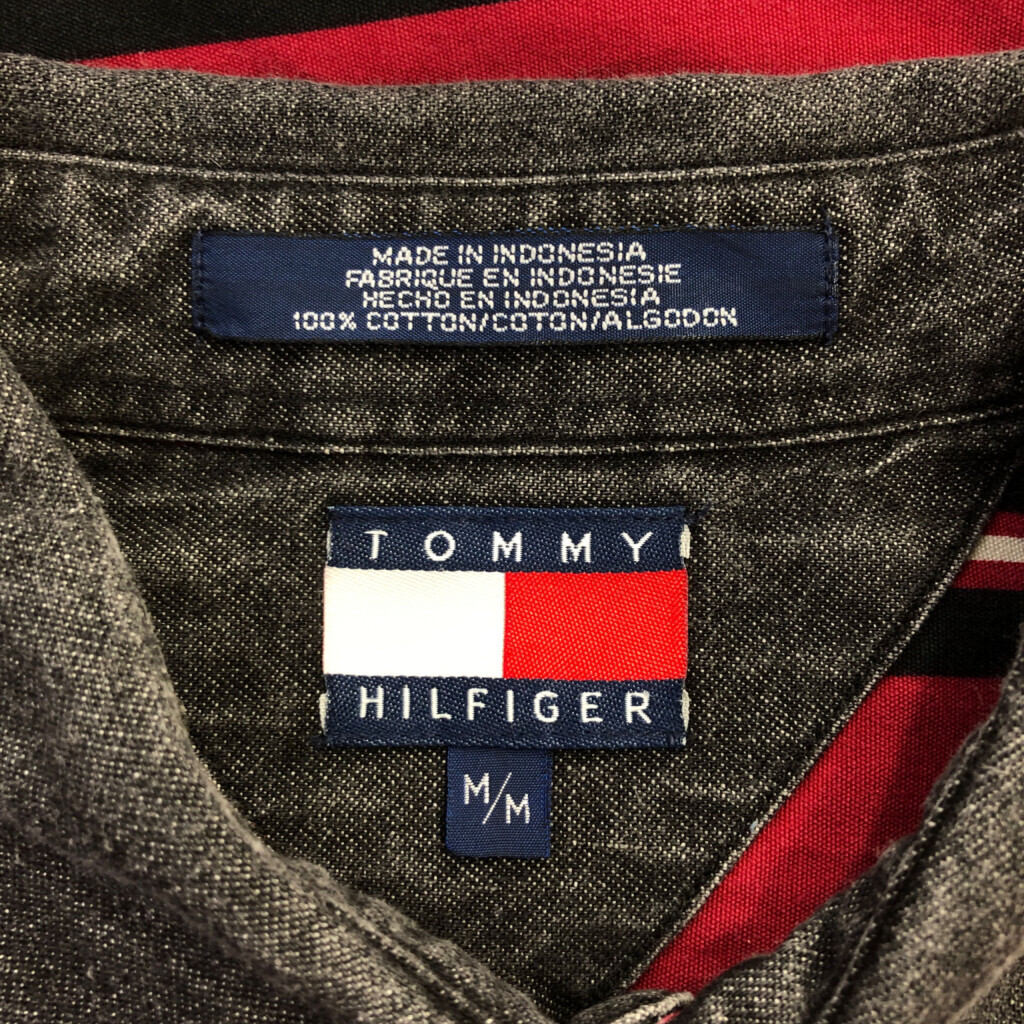 MADE IN INDONESIA
FABRIQUE EN INDONESIE
HECHO EN INDONESIA
100% COTTON/COTON/ALGODON
TOMMY
HILFIGER
M/M